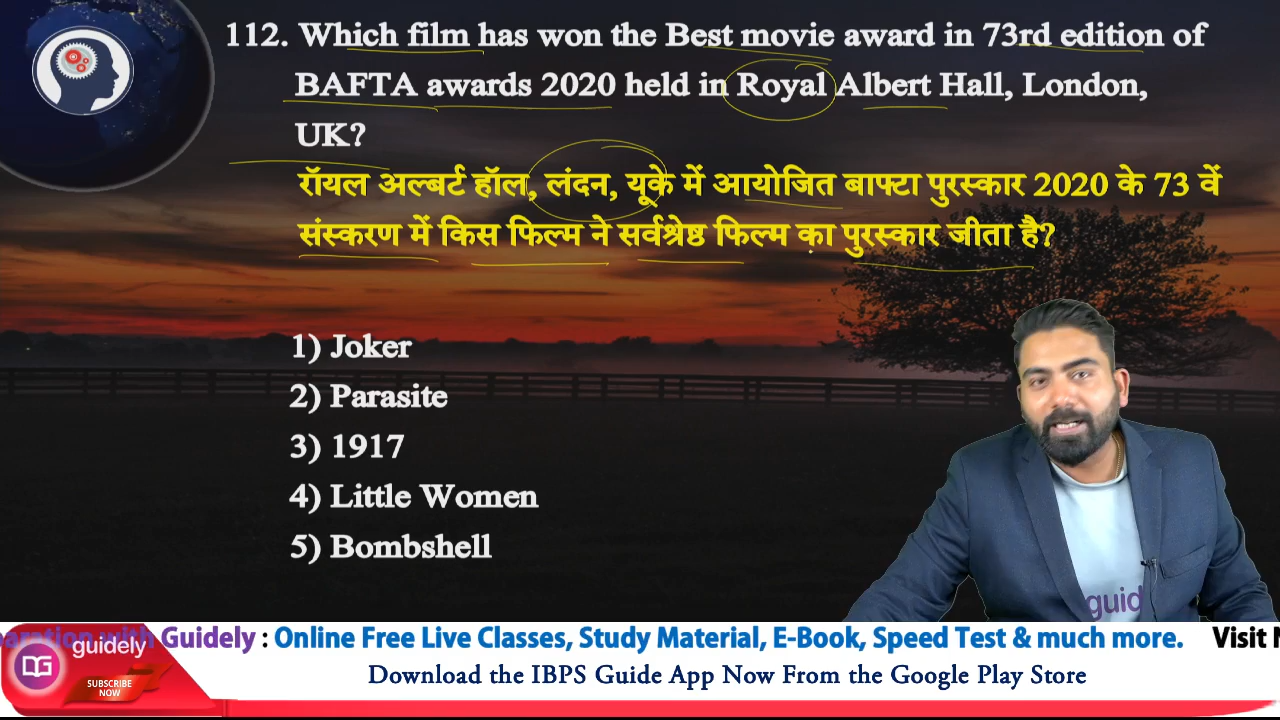 112. Which film has won the Best movie award in 73rd edition of
BAFTA awards 2020 held in Royal Albert Hall, London,
UK?
रॉयल अल्बर्ट हॉल, लंदन, यूके में आयोजित बाफ्टा पुरस्कार 2020 के 73 वें
संस्करण में किस फिल्म ने सर्वश्रेष्ठ फिल्म का पुरस्कार जीता है?
1) Joker
2) Parasite
3) 1917
4) Little Women
5) Bombshell
guid
with Guidely : Online Free Live Classes, Study Material, E-Book, Speed Test & much more. Visit
guidely
SUBSCRIBE
NOW
Download the IBPS Guide App Now From the Google Play Store